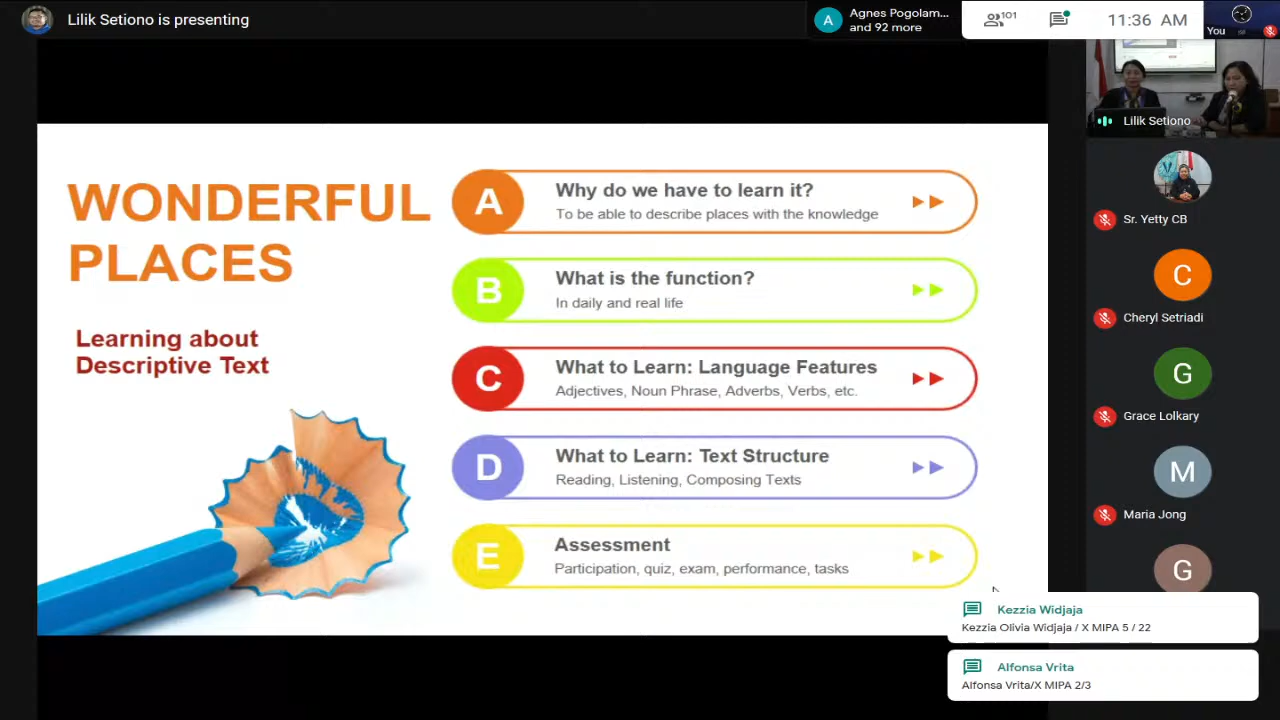 Lilik Setiono is presenting
A
Agnes Pogolam...
and 92 more
101
11:36 AM
You
WONDERFUL
PLACES
Learning about
Descriptive Text
A
Why do we have to learn it?
To be able to describe places with the knowledge
B
What is the function?
In daily and real life
C
What to Learn: Language Features
Adjectives, Noun Phrase, Adverbs, Verbs, etc.
D
What to Learn: Text Structure
Reading, Listening, Composing Texts
E
Assessment
Participation, quiz, exam, performance, tasks
Lilik Setiono
Sr. Yetty CB
C
Cheryl Setriadi
G
Grace Lolkary
M
Maria Jong
G
Kezzia Widjaja
Kezzia Olivia Widjaja / X MIPA 5 / 22
Alfonsa Vrita
Alfonsa Vrita/X MIPA 2/3